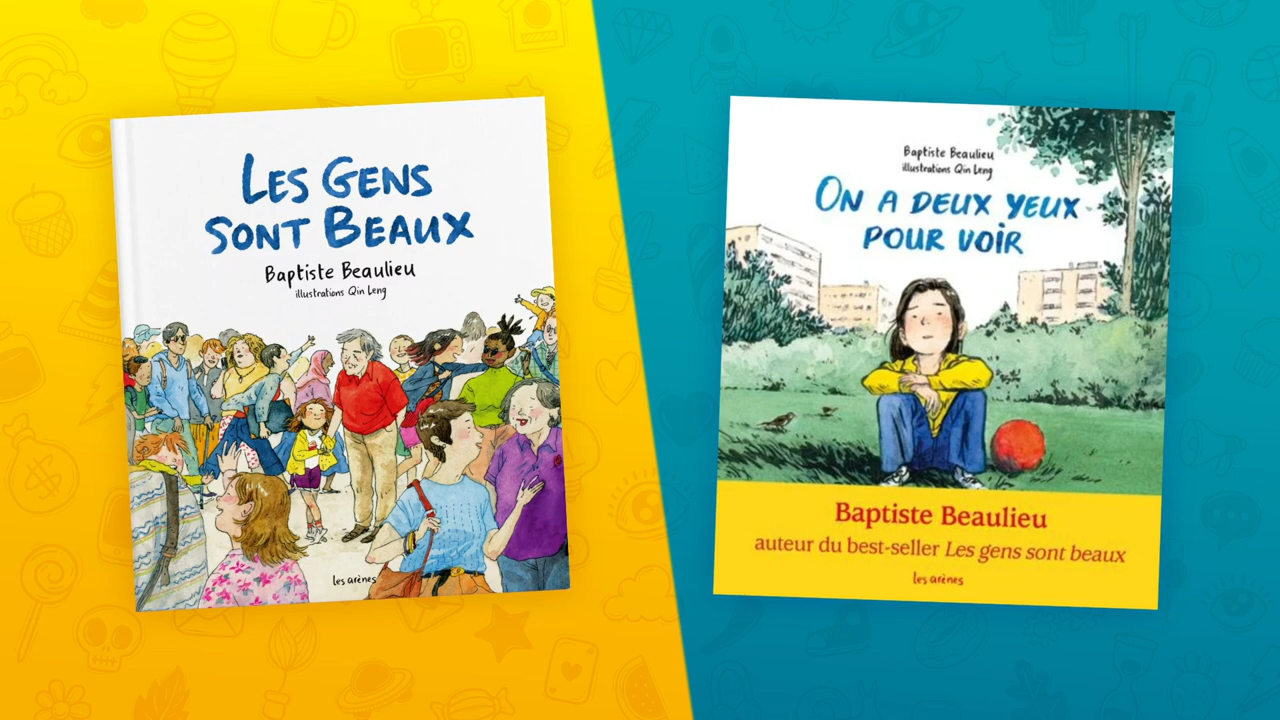 LES GENS
SONT BEAUX
Baptiste Beaulieu
illustrations Qin Leng
les arènes
Baptiste Beaulieu
illustrations Qin Leng
ON A DEUX YEUX
POUR VOIR
Baptiste Beaulieu
auteur du best-seller Les gens sont beaux
les arènes